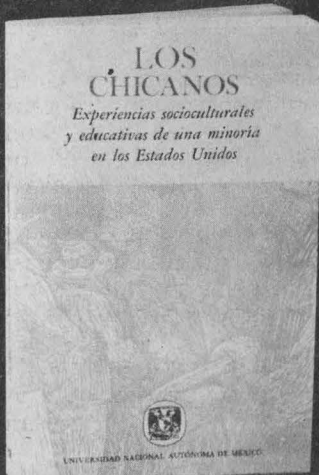 LOS
CHICANOS
Experiencias socioculturales
y educativas de una minoría
en los Estados Unidos
UNIVERSIDAD NACIONAL AUTÓNOMA DE MÉXICO